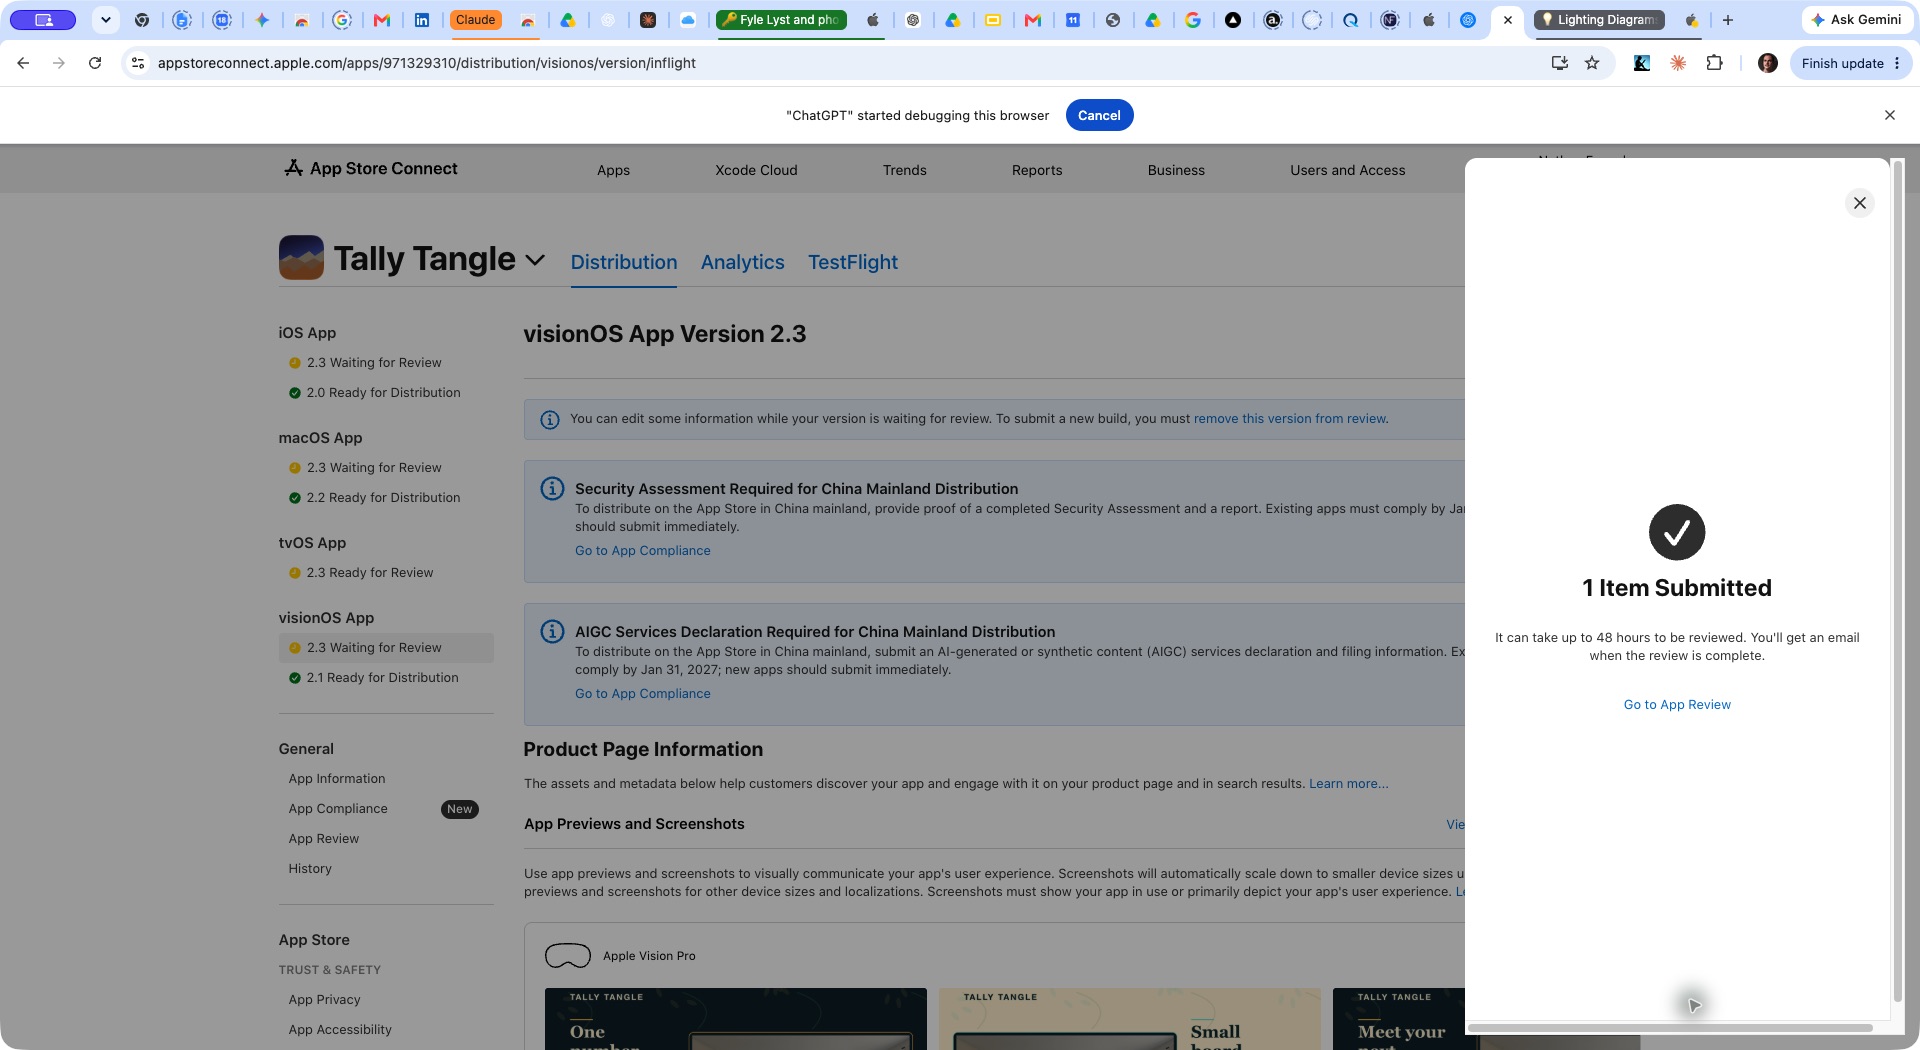 Claude
Fyle Lyst and pho
Lighting Diagram
Ask Gemini
appstoreconnect.apple.com/apps/971329310/distribution/visionos/version/inflight
Finish update
"ChatGPT" started debugging this browser
Cancel
App Store Connect
Apps
Xcode Cloud
Trends
Reports
Business
Users and Access
Tally Tangle
Distribution
Analytics
TestFlight
iOS App
2.3 Waiting for Review
2.0 Ready for Distribution
macOS App
2.3 Waiting for Review
2.2 Ready for Distribution
tvOS App
2.3 Ready for Review
visionOS App
2.3 Waiting for Review
2.1 Ready for Distribution
General
App Information
App Compliance
New
App Review
History
App Store
TRUST & SAFETY
App Privacy
App Accessibility
visionOS App Version 2.3
You can edit some information while your version is waiting for review. To submit a new build, you must remove this version from review.
Security Assessment Required for China Mainland Distribution
To distribute on the App Store in China mainland, provide proof of a completed Security Assessment and a report. Existing apps must comply by Jan
should submit immediately.
Go to App Compliance
AIGC Services Declaration Required for China Mainland Distribution
To distribute on the App Store in China mainland, submit an AI-generated or synthetic content (AIGC) services declaration and filing information. Ex
comply by Jan 31, 2027; new apps should submit immediately.
Go to App Compliance
Product Page Information
The assets and metadata below help customers discover your app and engage with it on your product page and in search results. Learn more...
App Previews and Screenshots
Vie
Use app previews and screenshots to visually communicate your app's user experience. Screenshots will automatically scale down to smaller device sizes u
previews and screenshots for other device sizes and localizations. Screenshots must show your app in use or primarily depict your app's user experience. Le
Apple Vision Pro
TALLY TANGLE
One
TALLY TANGLE
Small
TALLY TANGLE
Meet your
1 Item Submitted
It can take up to 48 hours to be reviewed. You'll get an email
when the review is complete.
Go to App Review